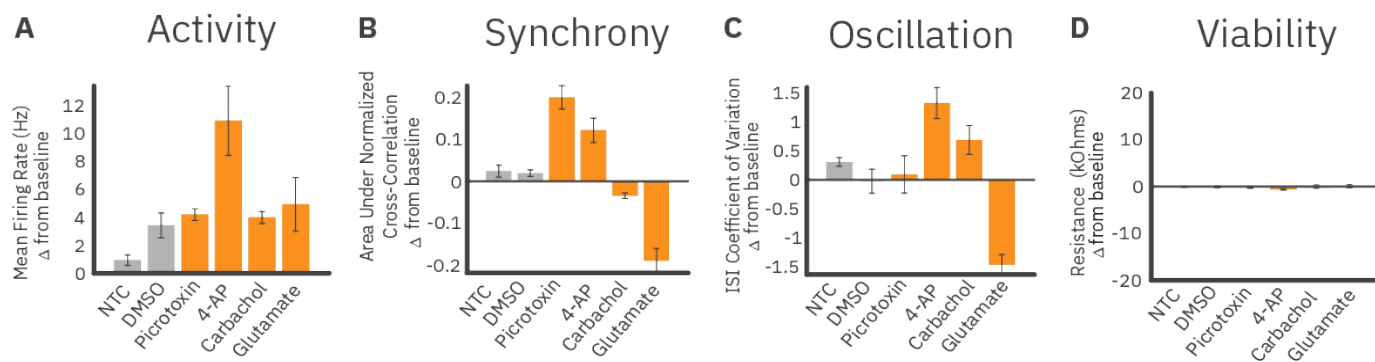 A Activity
Mean Firing Rate (Hz)
Δ from baseline
12
10
8
6
4
2
0
NTC
DMSO
Picrotoxin
4-AP
Carbachol
Glutamate
B Synchrony
Area Under Normalized
Cross-Correlation
Δ from baseline
0.2
0.1
0
-0.1
-0.2
NTC
DMSO
Picrotoxin
4-AP
Carbachol
Glutamate
C Oscillation
ISI Coefficient of Variation
Δ from baseline
1.5
1
0.5
0
-0.5
-1
-1.5
NTC
DMSO
Picrotoxin
4-AP
Carbachol
Glutamate
D Viability
Resistance (kOhms)
Δ from baseline
20
10
0
-10
-20
NTC
DMSO
Picrotoxin
4-AP
Carbachol
Glutamate